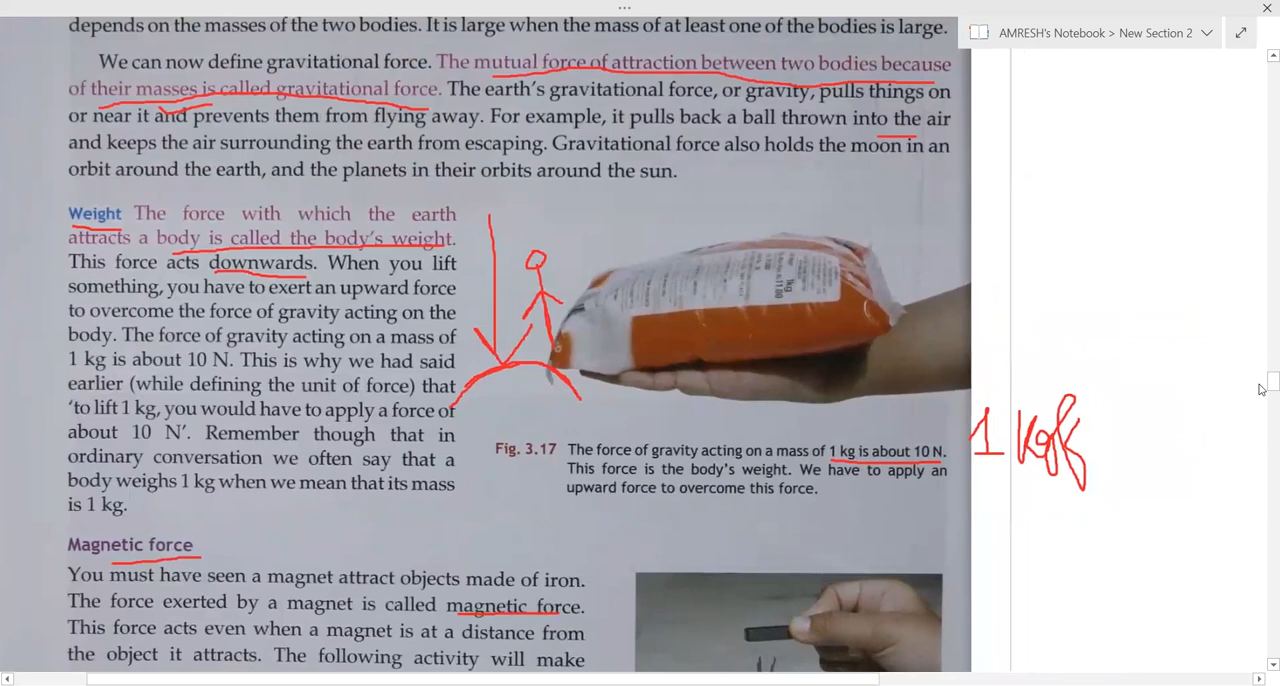 AMRESH's Notebook > New Section 2
depends on the masses of the two bodies. It is large when the mass of at least one of the bodies is large.
We can now define gravitational force. The mutual force of attraction between two bodies because
of their masses is called gravitational force. The earth's gravitational force, or gravity, pulls things on
or near it and prevents them from flying away. For example, it pulls back a ball thrown into the air
and keeps the air surrounding the earth from escaping. Gravitational force also holds the moon in an
orbit around the earth, and the planets in their orbits around the sun.
Weight The force with which the earth
attracts a body is called the body's weight.
This force acts downwards. When you lift
something, you have to exert an upward force
to overcome the force of gravity acting on the
body. The force of gravity acting on a mass of
1 kg is about 10 N. This is why we had said
earlier (while defining the unit of force) that
'to lift 1 kg, you would have to apply a force of
about 10 N'. Remember though that in
ordinary conversation we often say that a
body weighs 1 kg when we mean that its mass
is 1 kg.
1kg
11.00
Fig. 3.17 The force of gravity acting on a mass of 1 kg is about 10 N.
This force is the body's weight. We have to apply an
upward force to overcome this force.
1 kgf
Magnetic force
You must have seen a magnet attract objects made of iron.
The force exerted by a magnet is called magnetic force.
This force acts even when a magnet is at a distance from
the object it attracts. The following activity will make